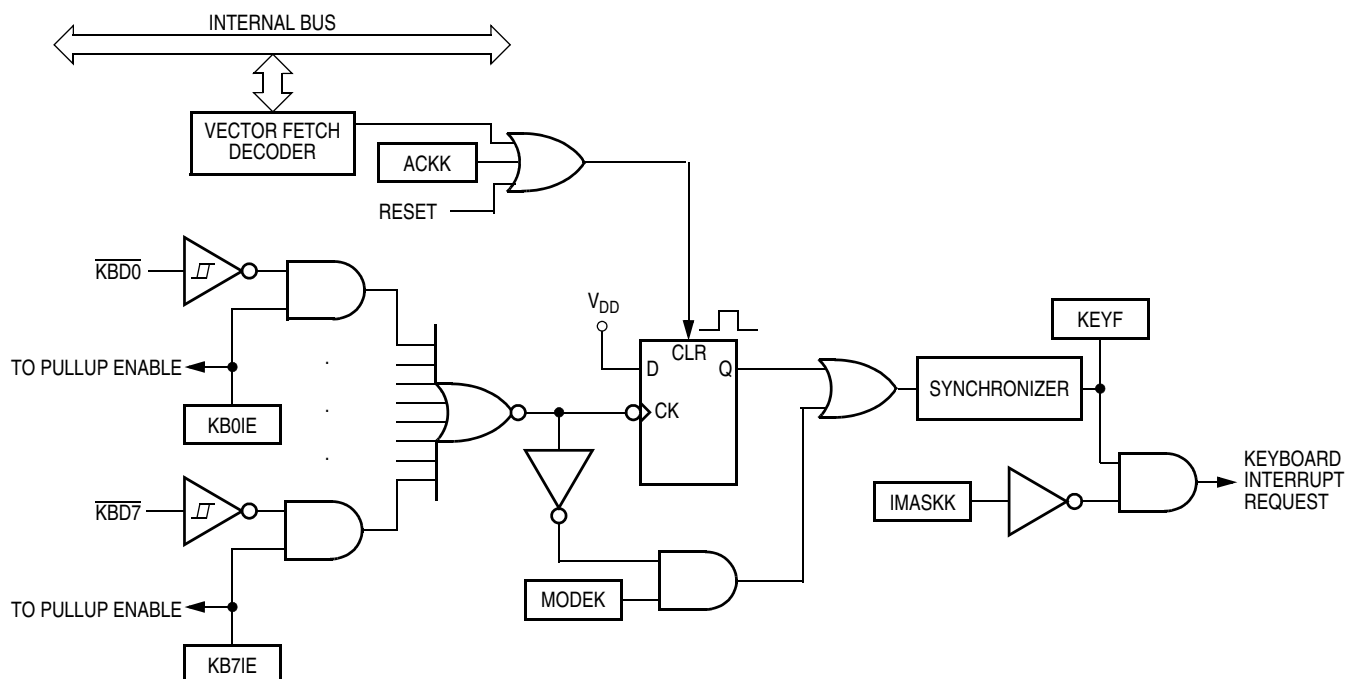 INTERNAL BUS
VECTOR FETCH
DECODER
ACKK
RESET
KBD0
VDD
KEYF
CLR
D
Q
TO PULLUP ENABLE
CK
SYNCHRONIZER
KB0IE
KBD7
IMASKK
KEYBOARD
INTERRUPT
REQUEST
MODEK
TO PULLUP ENABLE
KB7IE